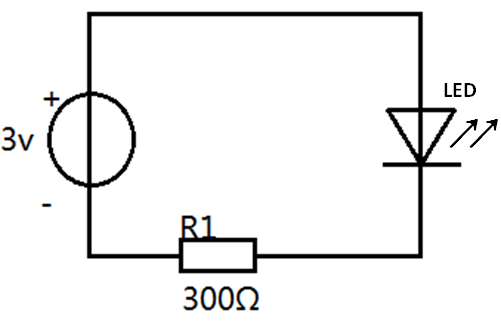 LED
+
3v
-
R1
300Ω